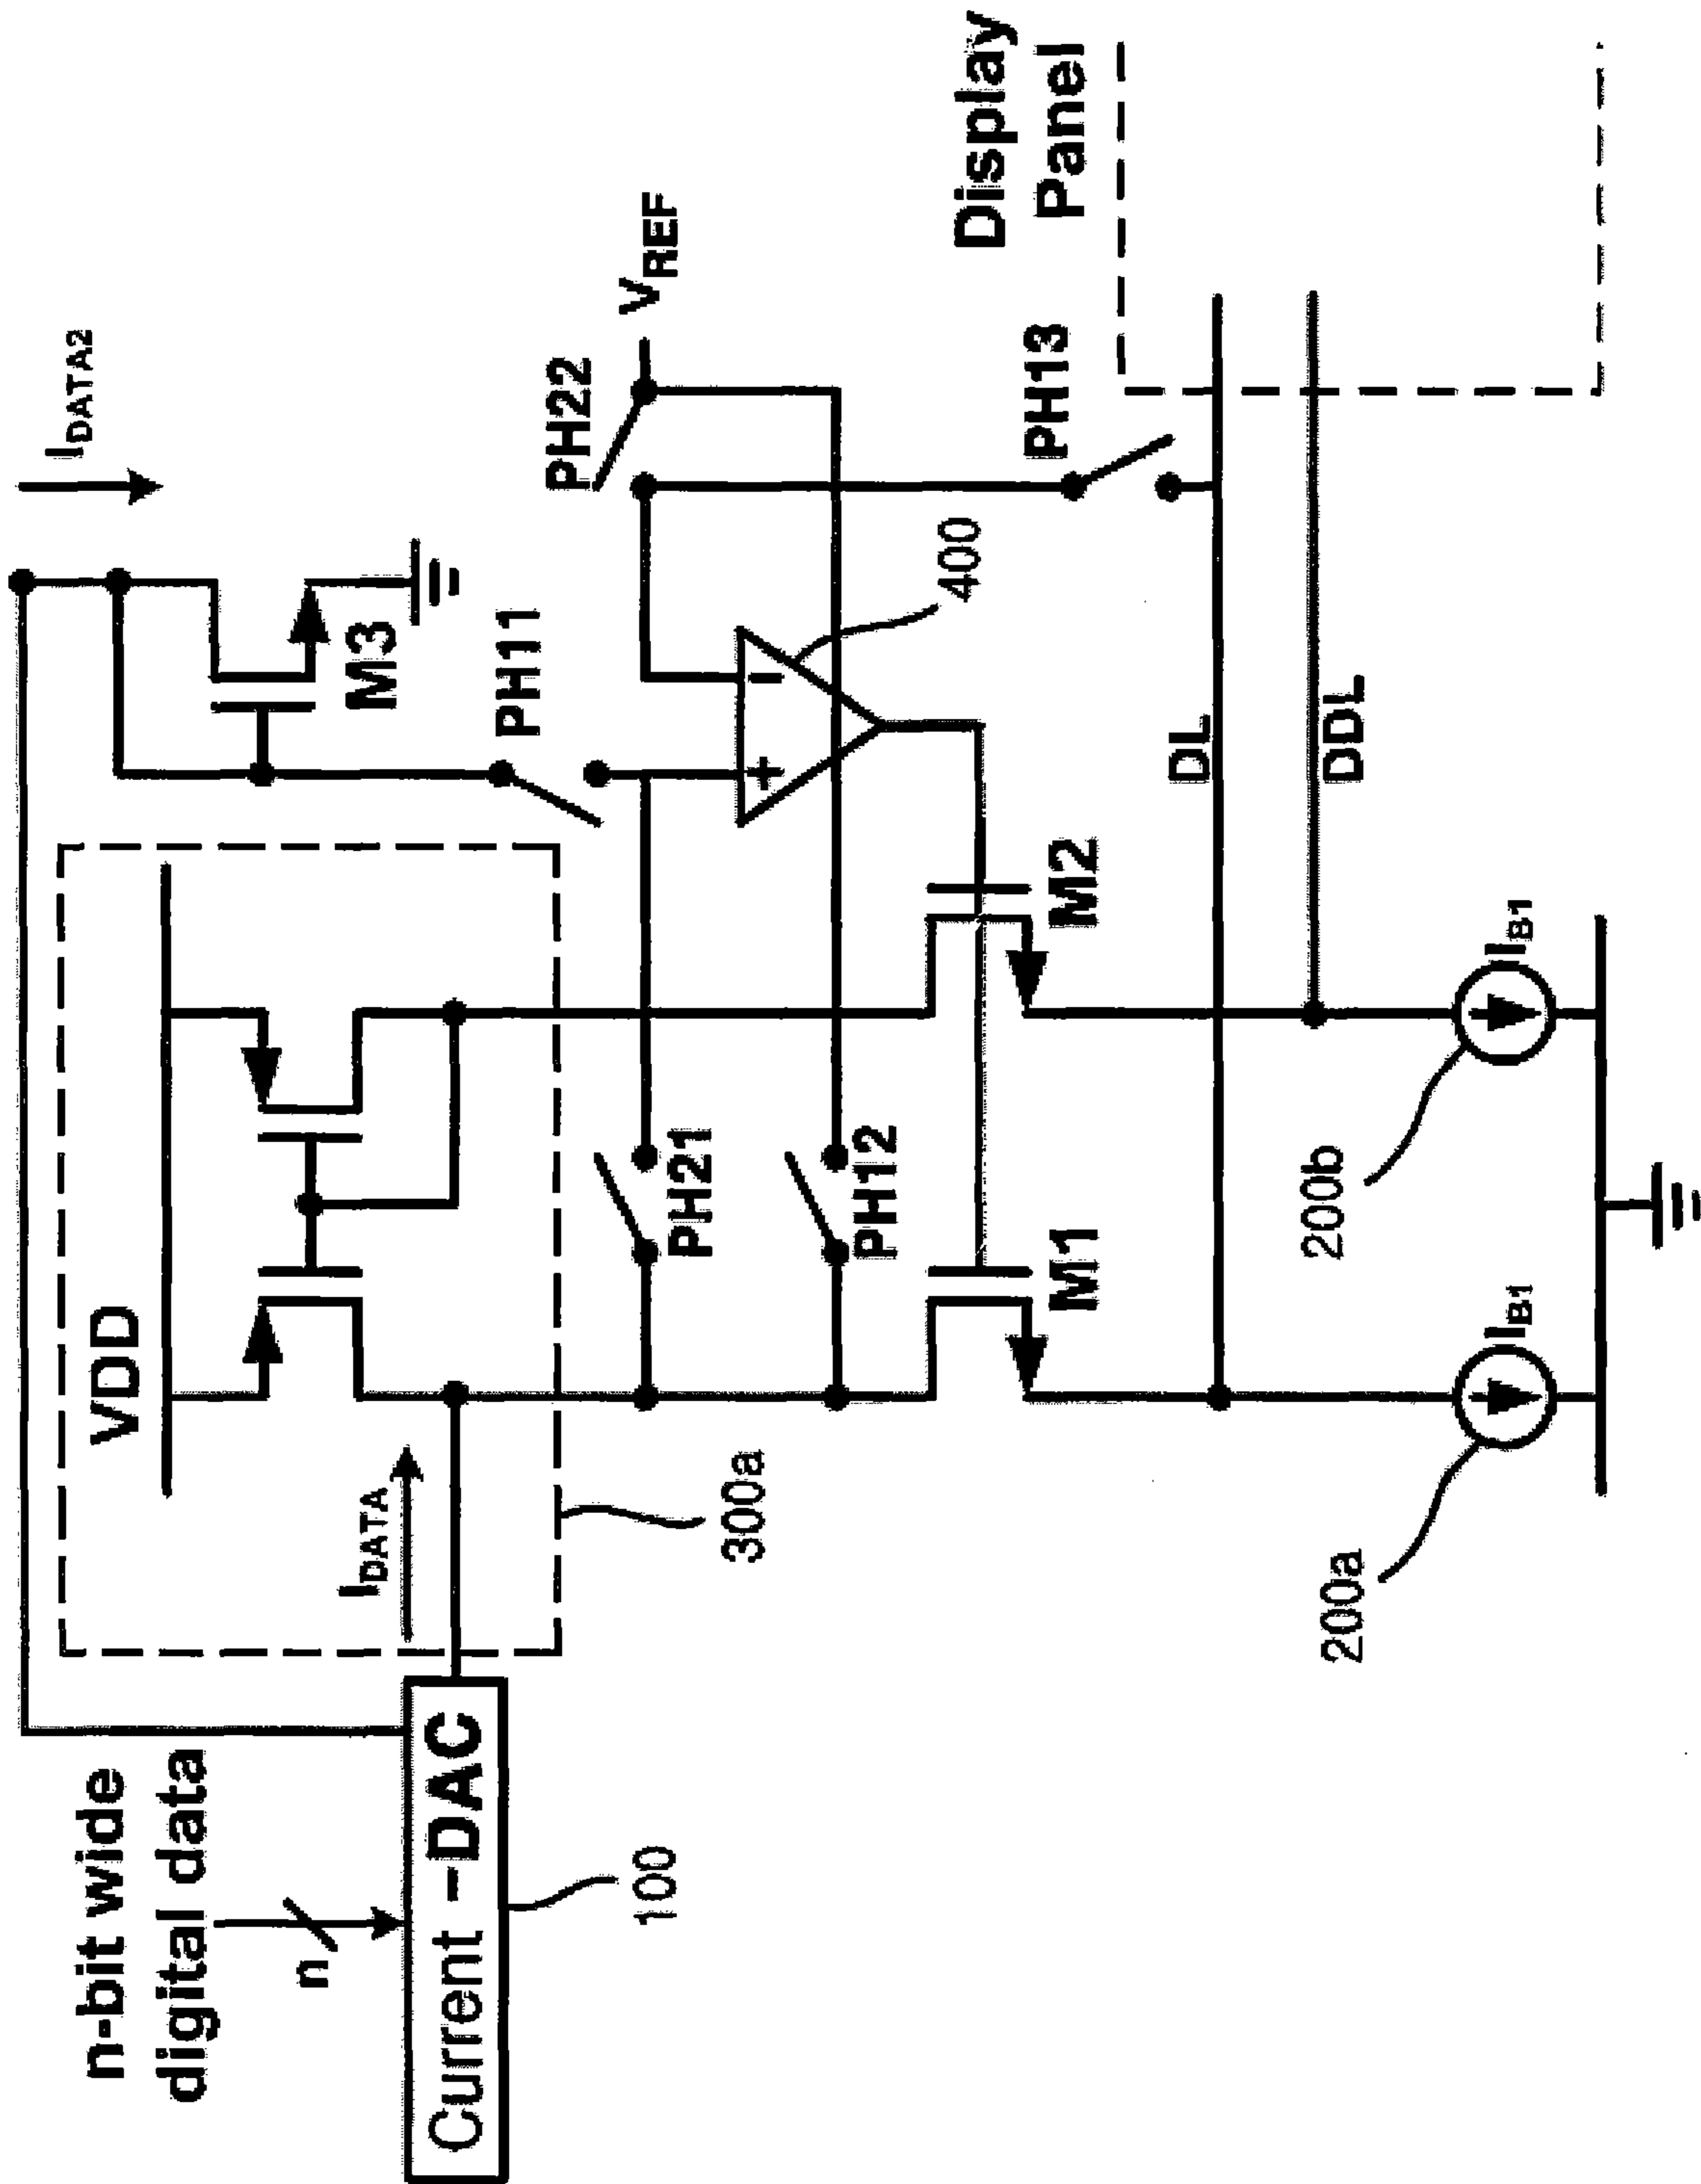 n-bit wide
digital data
n
Current –DAC
100
VDD
I_DATA
300a
I_DATA2
M3
PH11
PH22
V_REF
PH21
PH12
+
−
400
M1
M2
PH13
DL
DDL
Display
Panel
I_B1
I_B1
200a
200b